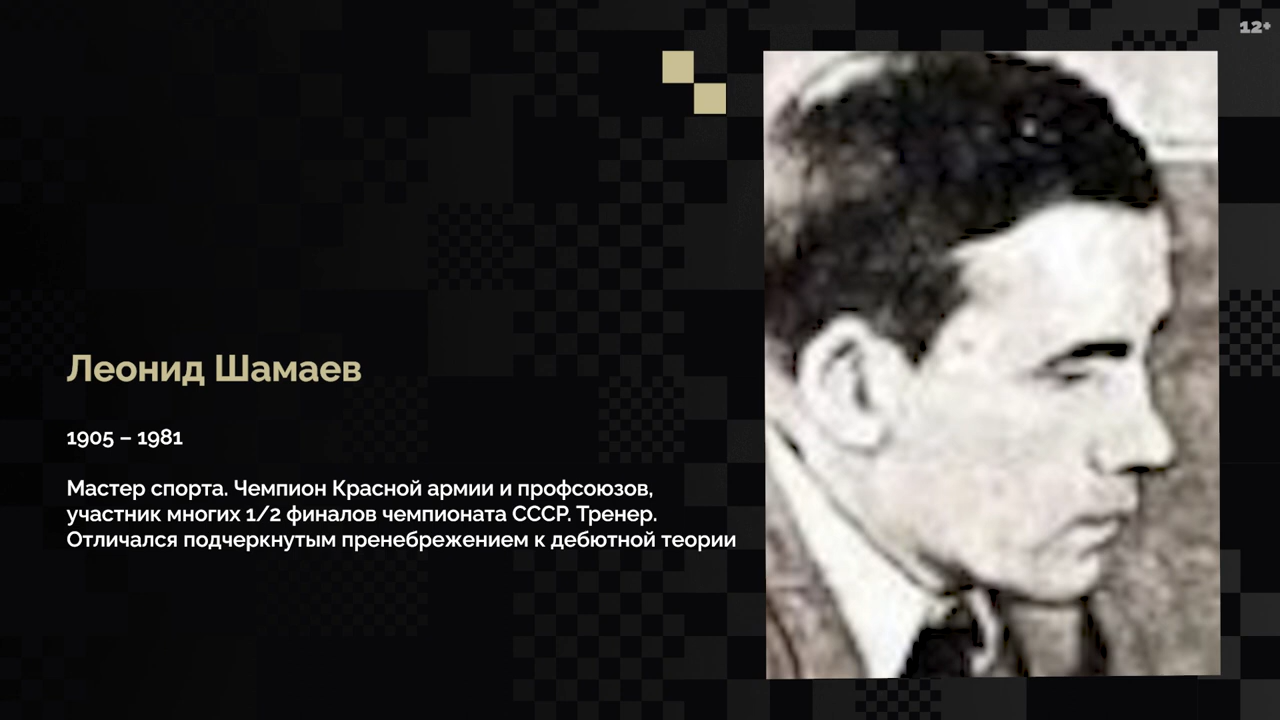 12+
Леонид Шамаев
1905 – 1981
Мастер спорта. Чемпион Красной армии и профсоюзов,
участник многих 1/2 финалов чемпионата СССР. Тренер.
Отличался подчеркнутым пренебрежением к дебютной теории